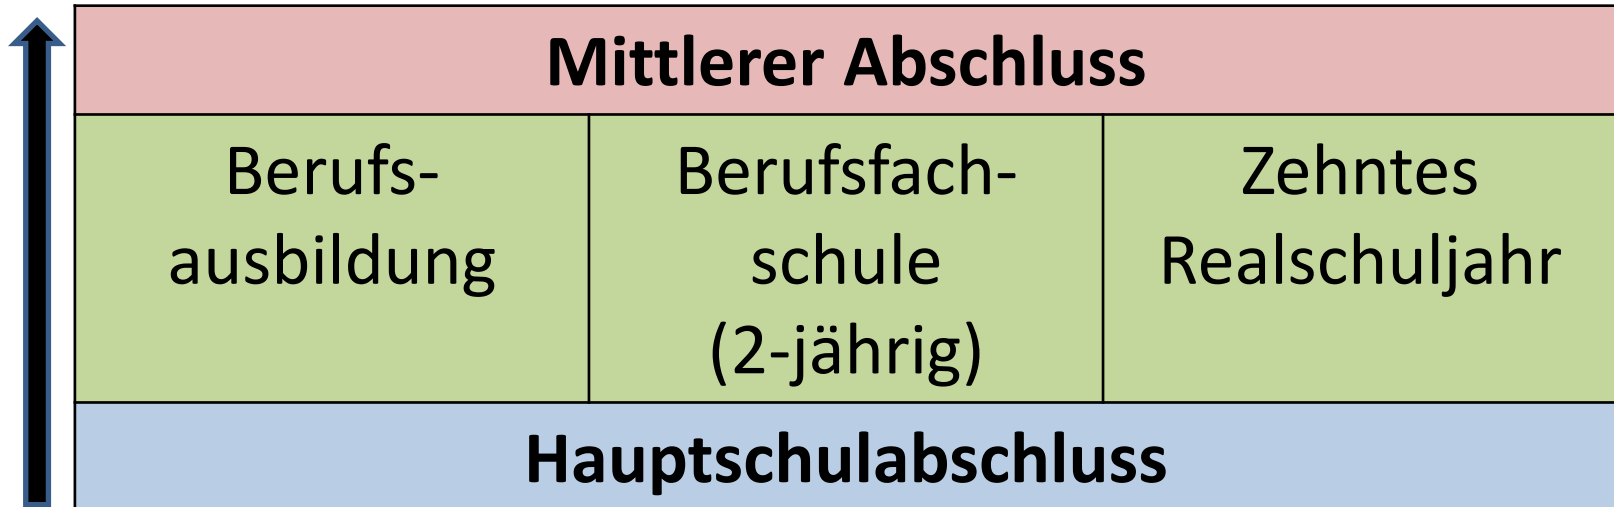 Mittlerer Abschluss
Berufs-
ausbildung
Berufsfach-
schule
(2-jährig)
Zehntes
Realschuljahr
Hauptschulabschluss